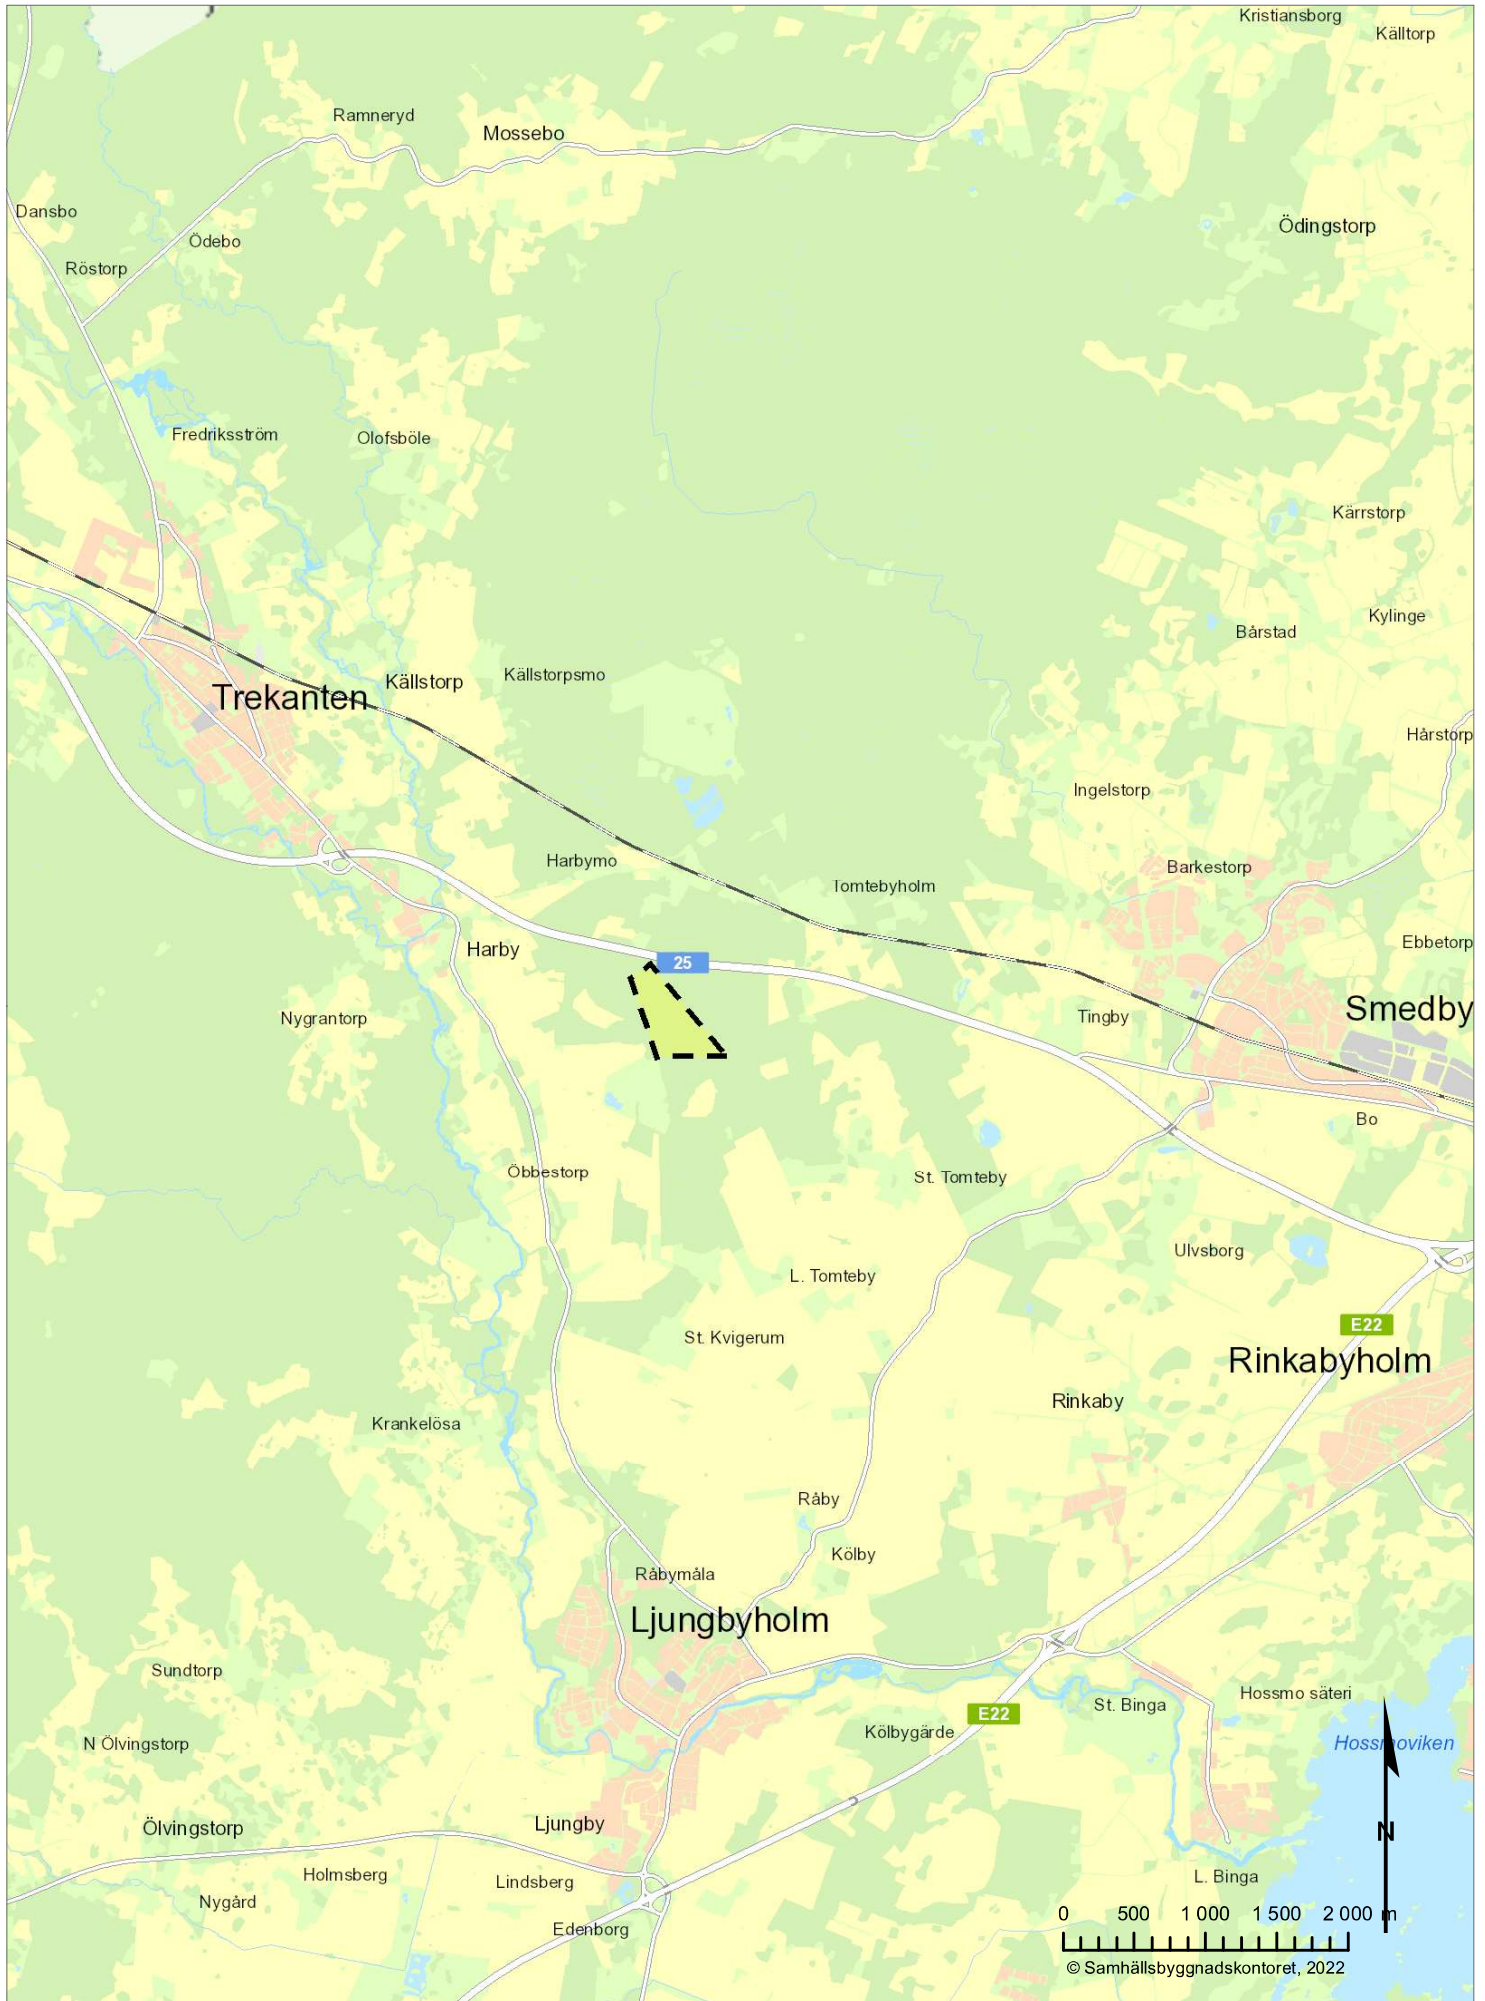 Kristiansborg
Källtorp
Ramneryd
Mossebo
Dansbo
Ödebo
Ödingstorp
Röstorp
Fredriksström
Olofsböle
Kärrstorp
Kylinge
Bårstad
Källstorp
Källstorpsmo
Trekanten
Hårstorp
Ingelstorp
Harbymo
Barkestorp
Tomtebyholm
Harby
25
Ebbetorp
Smedby
Nygrantorp
Tingby
Bo
Öbbestorp
St. Tomteby
Ulvsborg
L. Tomteby
E22
St. Kvigerum
Rinkabyholm
Rinkaby
Krankelösa
Råby
Kölby
Råbymåla
Ljungbyholm
Sundtorp
Hossmo säteri
St. Binga
E22
Kölbygärde
N Ölvingstorp
Hossmoviken
Ölvingstorp
Ljungby
N
Holmsberg
Lindsberg
L. Binga
Nygård
Edenborg
0 500 1 000 1 500 2 000 m
© Samhällsbyggnadskontoret, 2022